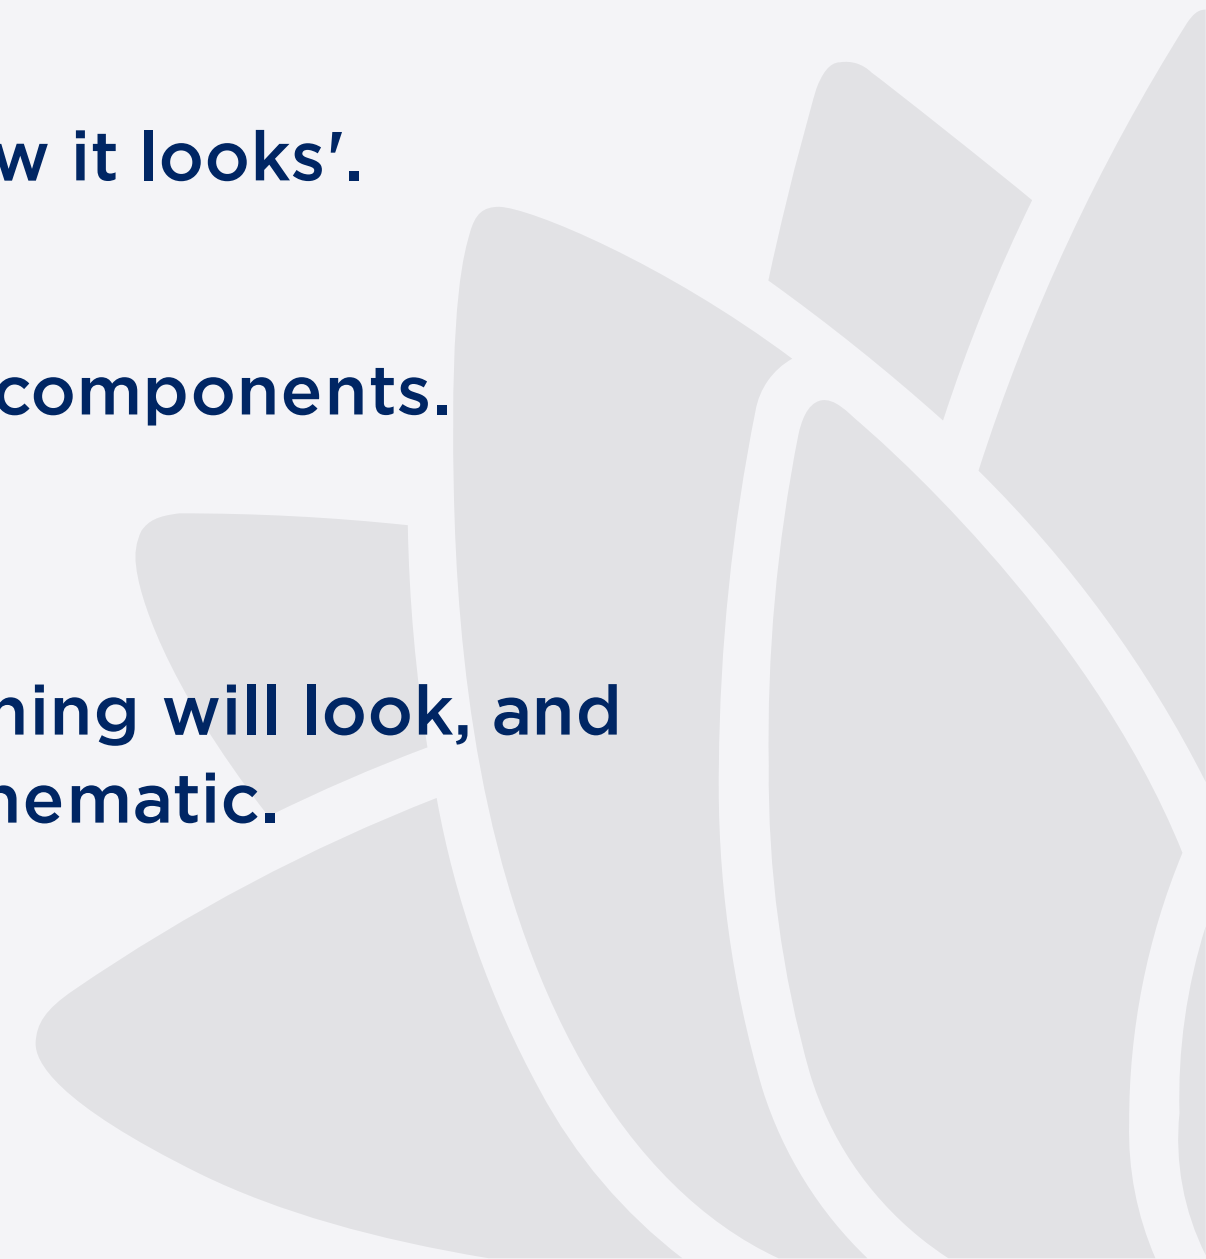 w it looks'.
components.
ning will look, and
nematic.